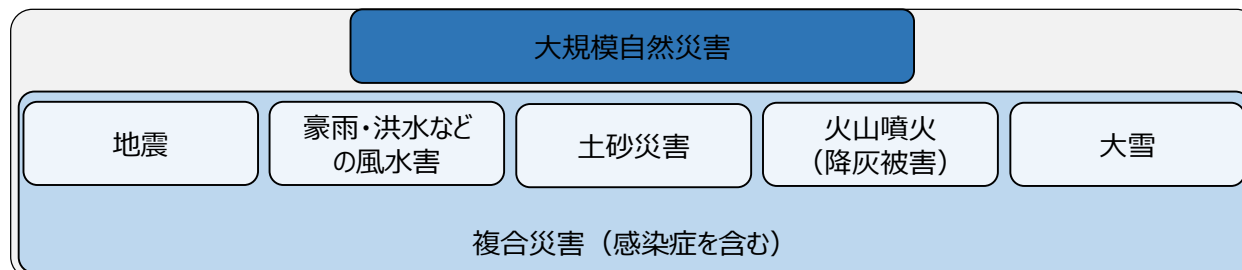 大規模自然災害
地震
豪雨・洪水など
の風水害
土砂災害
火山噴火
（降灰被害）
大雪
複合災害（感染症を含む）